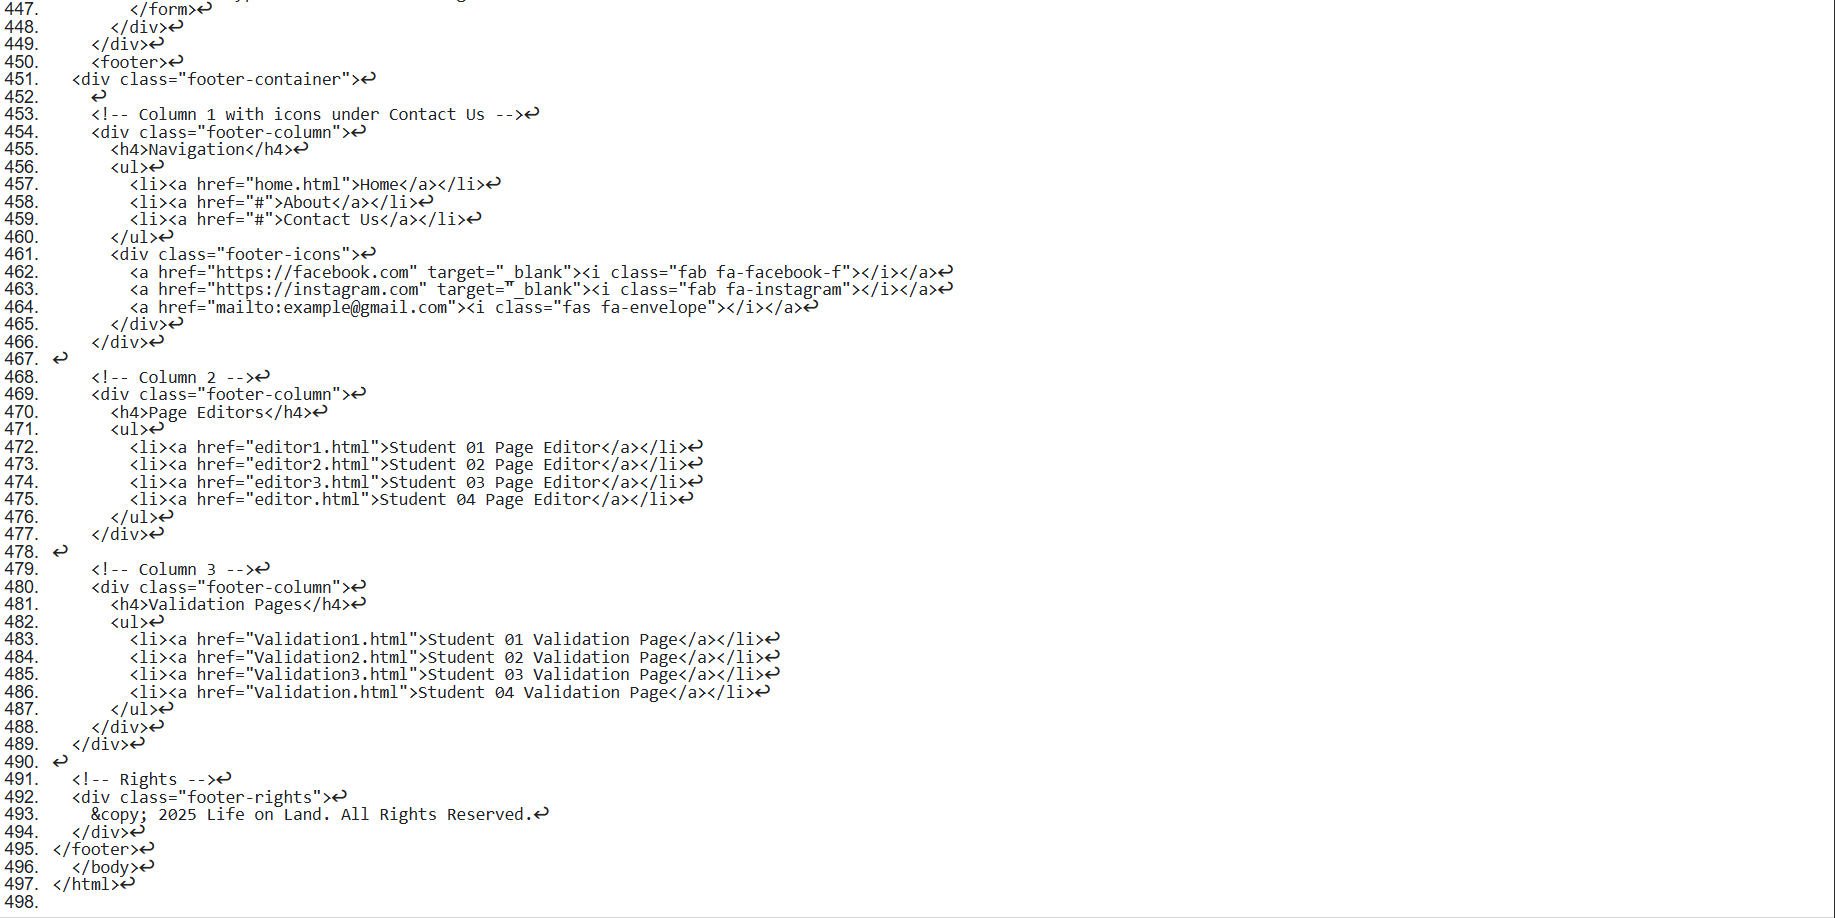 447. </form>↩
448. </div>↩
449. </div>↩
450. <footer>↩
451. <div class="footer-container">↩
452. ↩
453. <!-- Column 1 with icons under Contact Us -->↩
454. <div class="footer-column">↩
455. <h4>Navigation</h4>↩
456. <ul>↩
457. <li><a href="home.html">Home</a></li>↩
458. <li><a href="#">About</a></li>↩
459. <li><a href="#">Contact Us</a></li>↩
460. </ul>↩
461. <div class="footer-icons">↩
462. <a href="https://facebook.com" target="_blank"><i class="fab fa-facebook-f"></i></a>↩
463. <a href="https://instagram.com" target="_blank"><i class="fab fa-instagram"></i></a>↩
464. <a href="mailto:example@gmail.com"><i class="fas fa-envelope"></i></a>↩
465. </div>↩
466. </div>↩
467. ↩
468. <!-- Column 2 -->↩
469. <div class="footer-column">↩
470. <h4>Page Editors</h4>↩
471. <ul>↩
472. <li><a href="editor1.html">Student 01 Page Editor</a></li>↩
473. <li><a href="editor2.html">Student 02 Page Editor</a></li>↩
474. <li><a href="editor3.html">Student 03 Page Editor</a></li>↩
475. <li><a href="editor.html">Student 04 Page Editor</a></li>↩
476. </ul>↩
477. </div>↩
478. ↩
479. <!-- Column 3 -->↩
480. <div class="footer-column">↩
481. <h4>Validation Pages</h4>↩
482. <ul>↩
483. <li><a href="Validation1.html">Student 01 Validation Page</a></li>↩
484. <li><a href="Validation2.html">Student 02 Validation Page</a></li>↩
485. <li><a href="Validation3.html">Student 03 Validation Page</a></li>↩
486. <li><a href="Validation.html">Student 04 Validation Page</a></li>↩
487. </ul>↩
488. </div>↩
489. </div>↩
490. ↩
491. <!-- Rights -->↩
492. <div class="footer-rights">↩
493. &copy; 2025 Life on Land. All Rights Reserved.↩
494. </div>↩
495. </footer>↩
496. </body>↩
497. </html>↩
498.